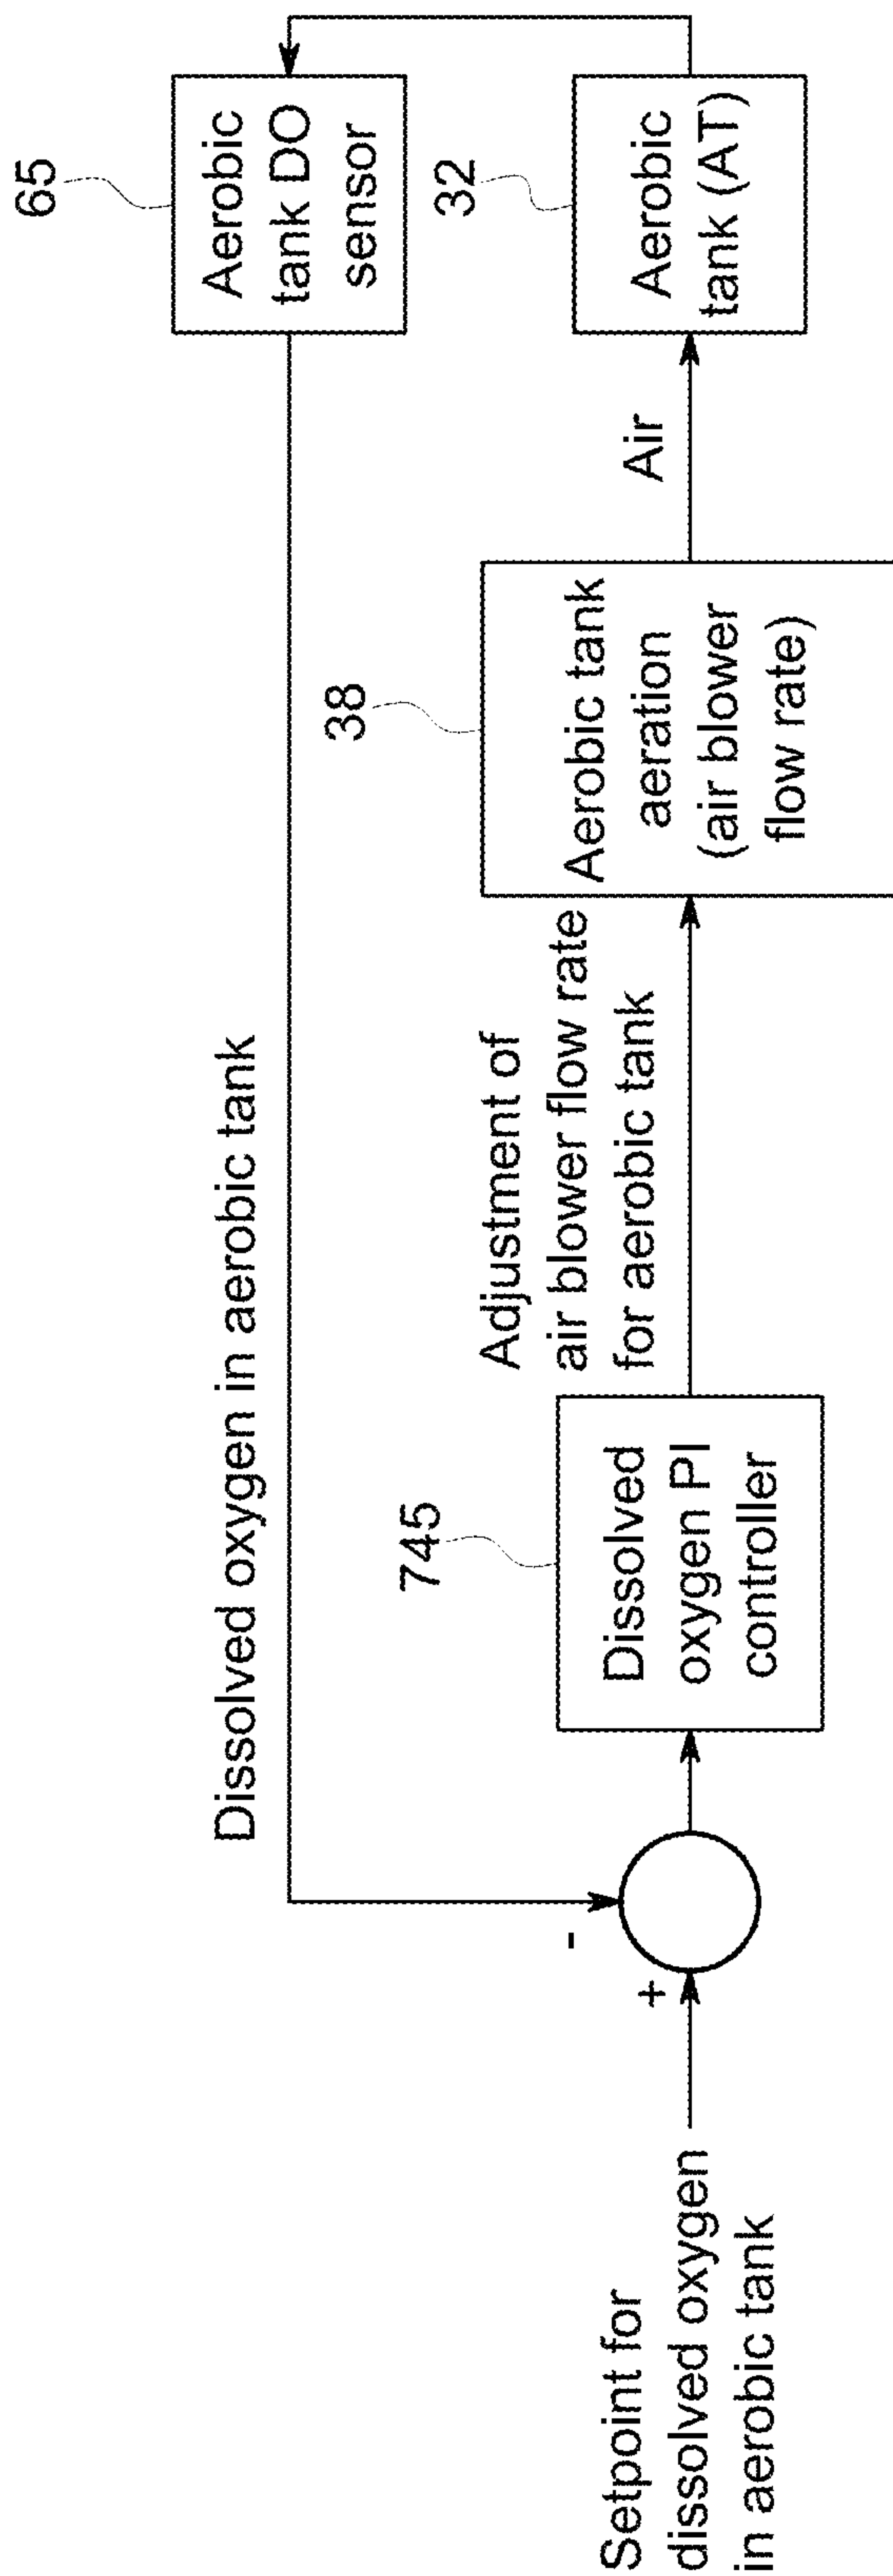 65
Aerobic
tank DO
sensor
Dissolved oxygen in aerobic tank
Setpoint for
dissolved oxygen
in aerobic tank
+
-
745
Dissolved
oxygen PI
controller
Adjustment of
air blower flow rate
for aerobic tank
38
Aerobic tank
aeration
(air blower
flow rate)
Air
32
Aerobic
tank (AT)